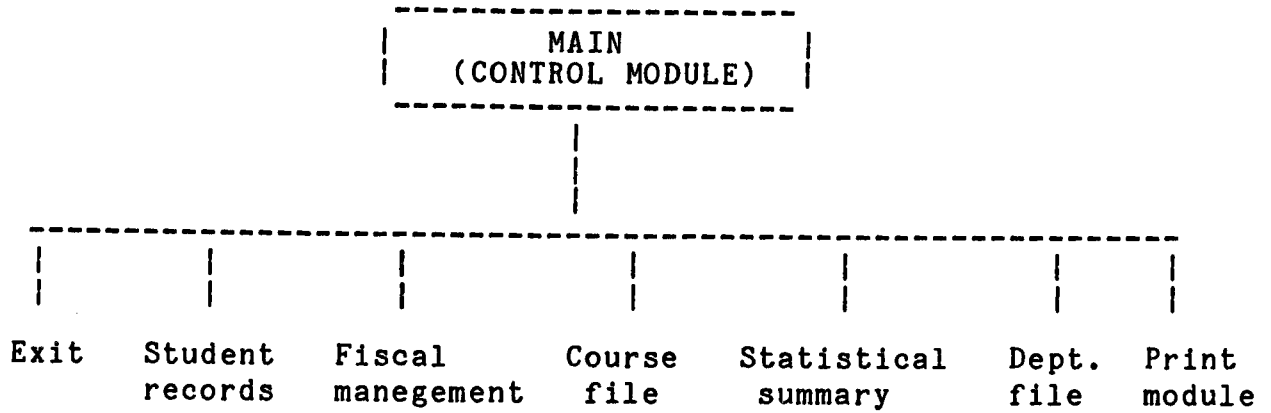 MAIN
(CONTROL MODULE)
Exit Student Fiscal Course Statistical Dept. Print
records manegement file summary file module